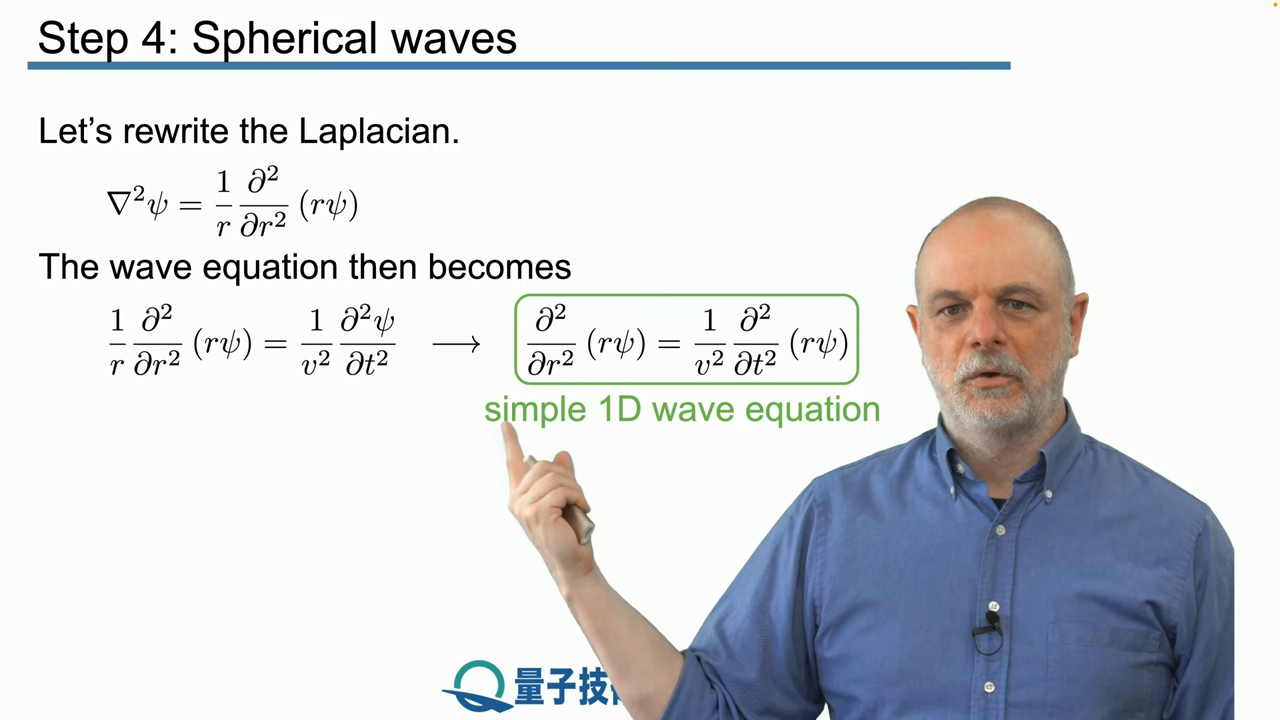 Step 4: Spherical waves
Let's rewrite the Laplacian.
∇²ψ = 1/r ∂²/∂r² (rψ)
The wave equation then becomes
1/r ∂²/∂r² (rψ) = 1/v² ∂²ψ/∂t² ⟶ ∂²/∂r² (rψ) = 1/v² ∂²/∂t² (rψ)
simple 1D wave equation
量子技